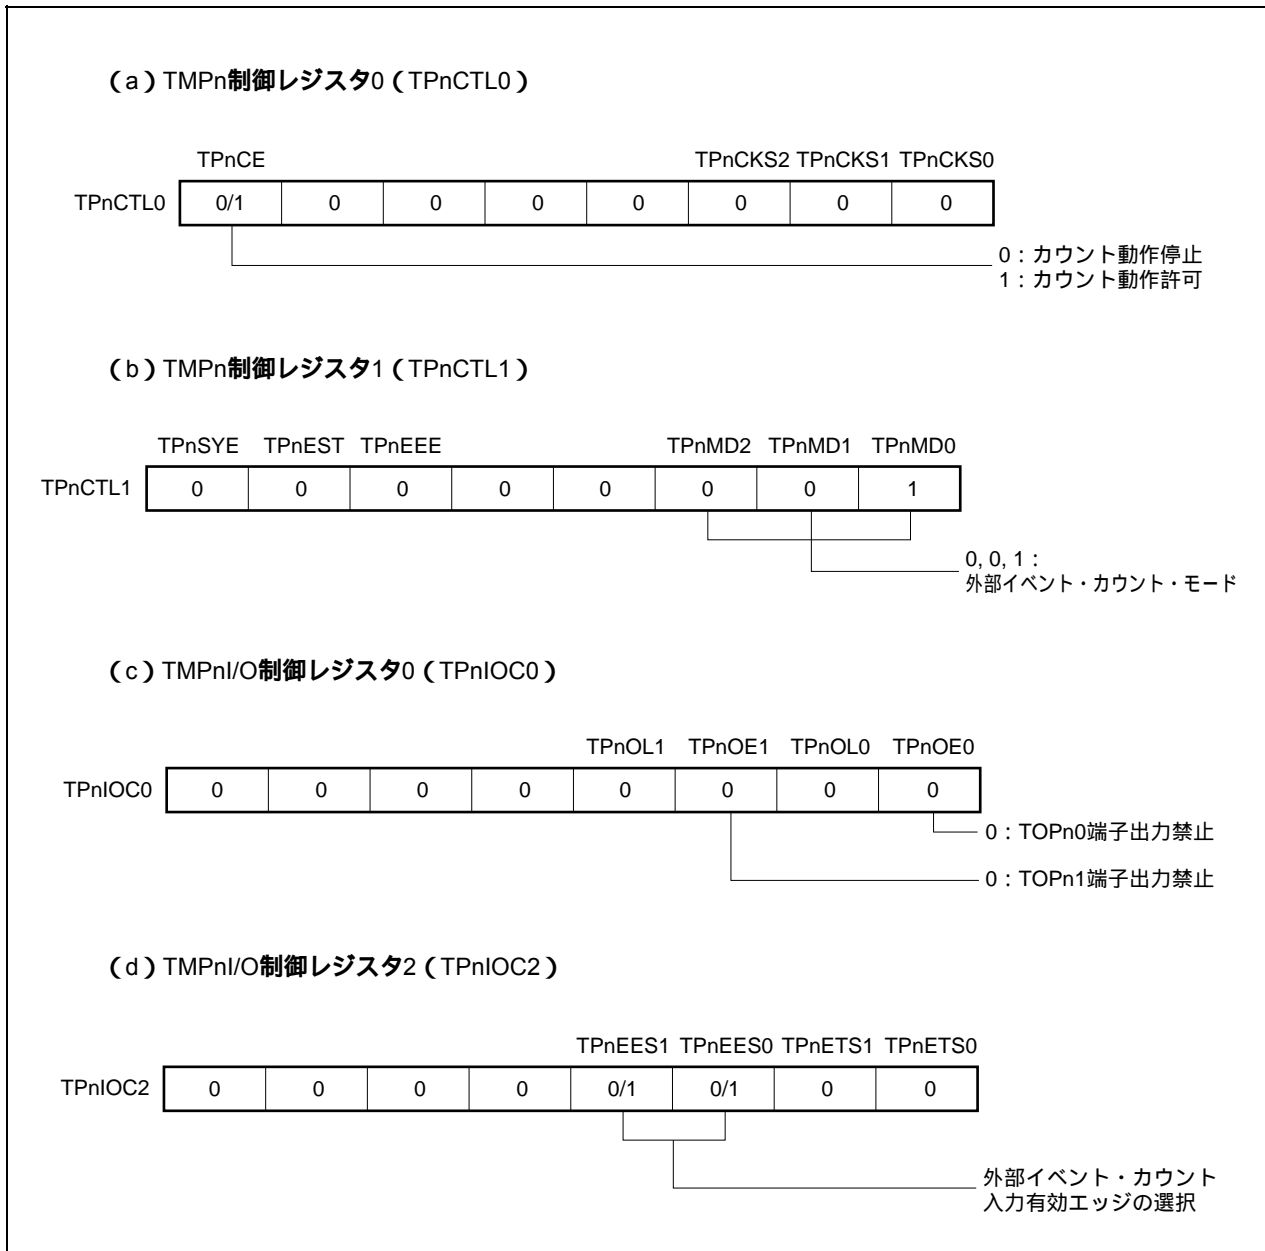 (a)TMPn制御レジスタ0(TPnCTL0)
TPnCE TPnCKS2 TPnCKS1 TPnCKS0
TPnCTL0 0/1 0 0 0 0 0 0 0
0:カウント動作停止
1:カウント動作許可
(b)TMPn制御レジスタ1(TPnCTL1)
TPnSYE TPnEST TPnEEE TPnMD2 TPnMD1 TPnMD0
TPnCTL1 0 0 0 0 0 0 0 1
0, 0, 1:
外部イベント・カウント・モード
(c)TMPnI/O制御レジスタ0(TPnIOC0)
TPnOL1 TPnOE1 TPnOL0 TPnOE0
TPnIOC0 0 0 0 0 0 0 0 0
0:TOPn0端子出力禁止
0:TOPn1端子出力禁止
(d)TMPnI/O制御レジスタ2(TPnIOC2)
TPnEES1 TPnEES0 TPnETS1 TPnETS0
TPnIOC2 0 0 0 0 0/1 0/1 0 0
外部イベント・カウント
入力有効エッジの選択